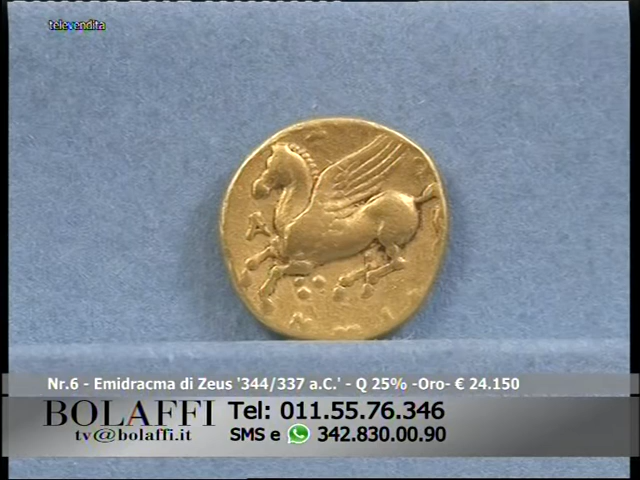 televendita
Nr.6 - Emidracma di Zeus '344/337 a.C.' - Q 25% -Oro- € 24.150
BOLAFFI
tv@bolaffi.it
Tel: 011.55.76.346
SMS e 342.830.00.90